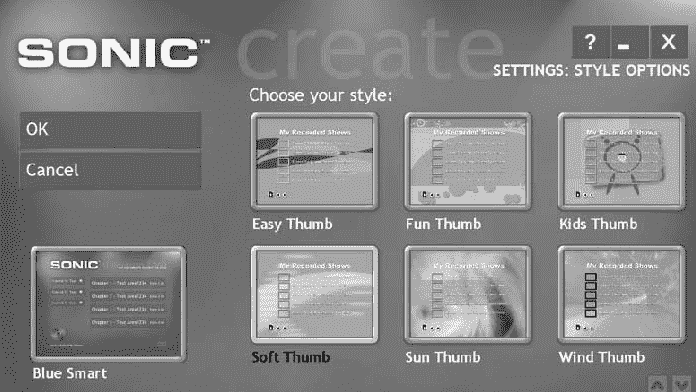 SONIC™
create
? – X
SETTINGS: STYLE OPTIONS
Choose your style:
OK
Cancel
My Recorded Shows
My Recorded Shows
My Recorded Shows
Easy Thumb
Fun Thumb
Kids Thumb
SONIC
My Recorded Shows
My Recorded Shows
My Recorded Shows
Blue Smart
Soft Thumb
Sun Thumb
Wind Thumb